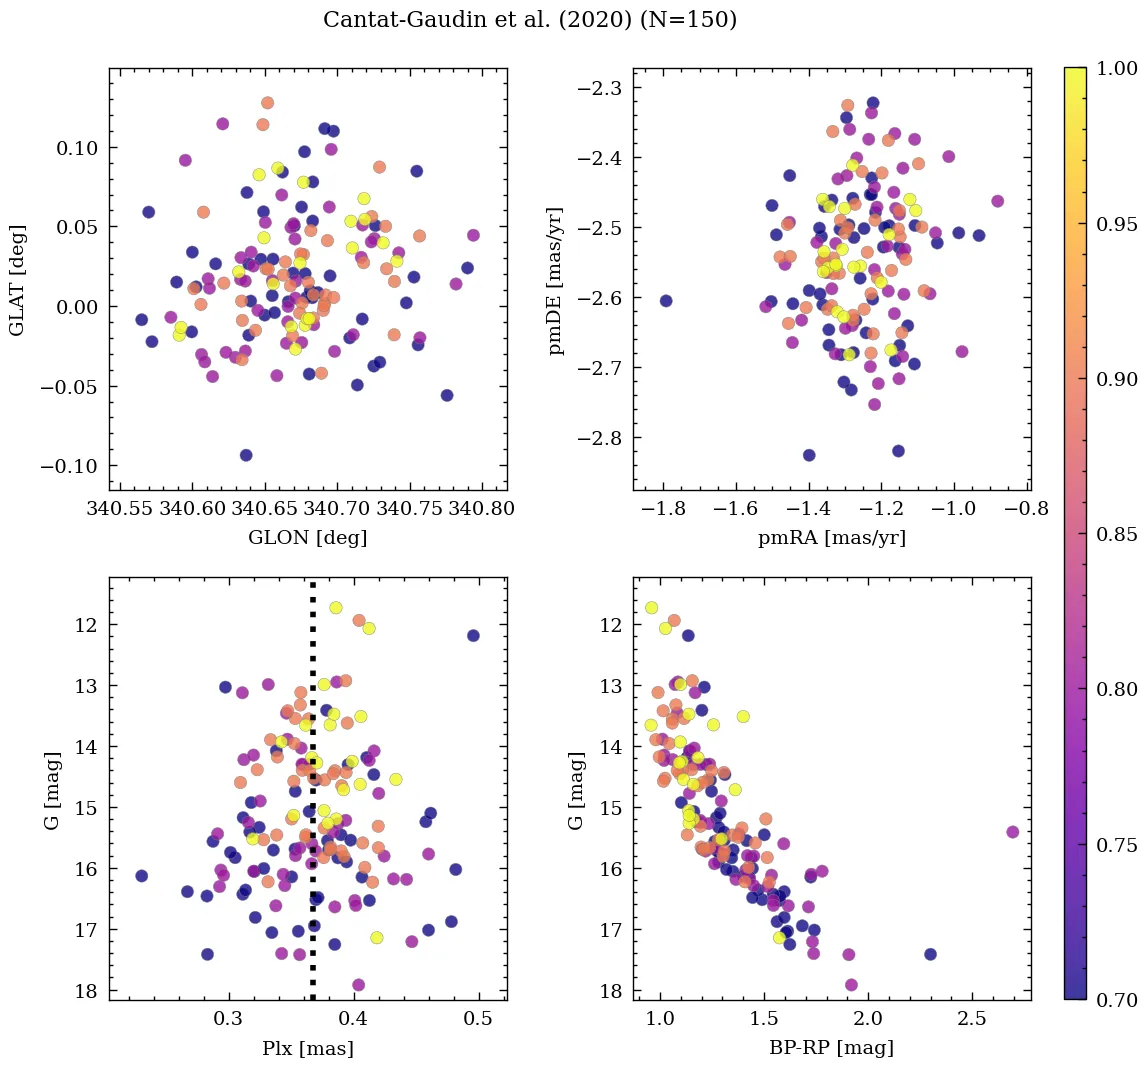 Cantat-Gaudin et al. (2020) (N=150)
0.10
0.05
0.00
−0.05
−0.10
GLAT [deg]
340.55 340.60 340.65 340.70 340.75 340.80
GLON [deg]
−2.3
−2.4
−2.5
−2.6
−2.7
−2.8
pmDE [mas/yr]
−1.8 −1.6 −1.4 −1.2 −1.0 −0.8
pmRA [mas/yr]
12
13
14
15
16
17
18
G [mag]
0.3 0.4 0.5
Plx [mas]
12
13
14
15
16
17
18
G [mag]
1.0 1.5 2.0 2.5
BP-RP [mag]
1.00
0.95
0.90
0.85
0.80
0.75
0.70